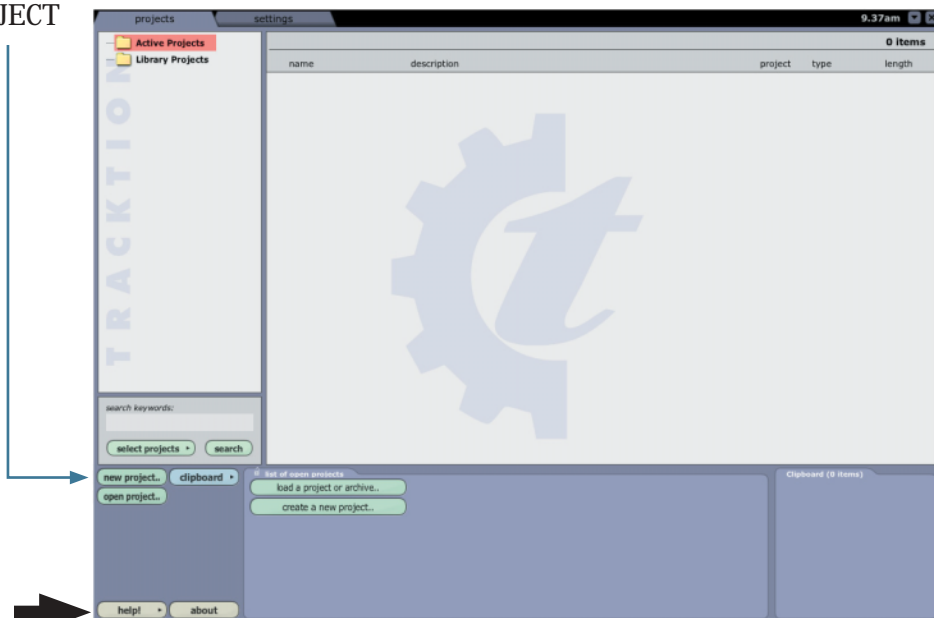 JECT
projects settings 9.37am
Active Projects
Library Projects
TRACKTION
0 items
name description project type length
t
search keywords:
select projects search
new project.. clipboard
open project..
list of open projects
load a project or archive..
create a new project..
Clipboard (0 items)
help! about